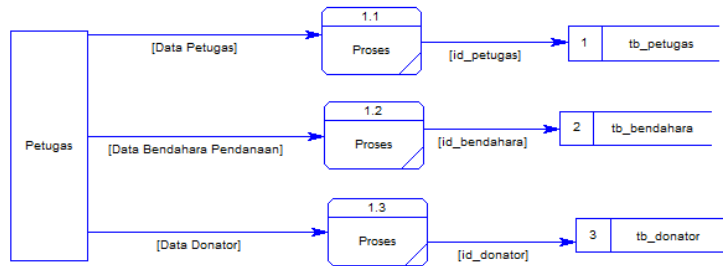 Petugas
[Data Petugas]
1.1
Proses
[id_petugas]
1
tb_petugas
[Data Bendahara Pendanaan]
1.2
Proses
[id_bendahara]
2
tb_bendahara
[Data Donator]
1.3
Proses
[id_donator]
3
tb_donator